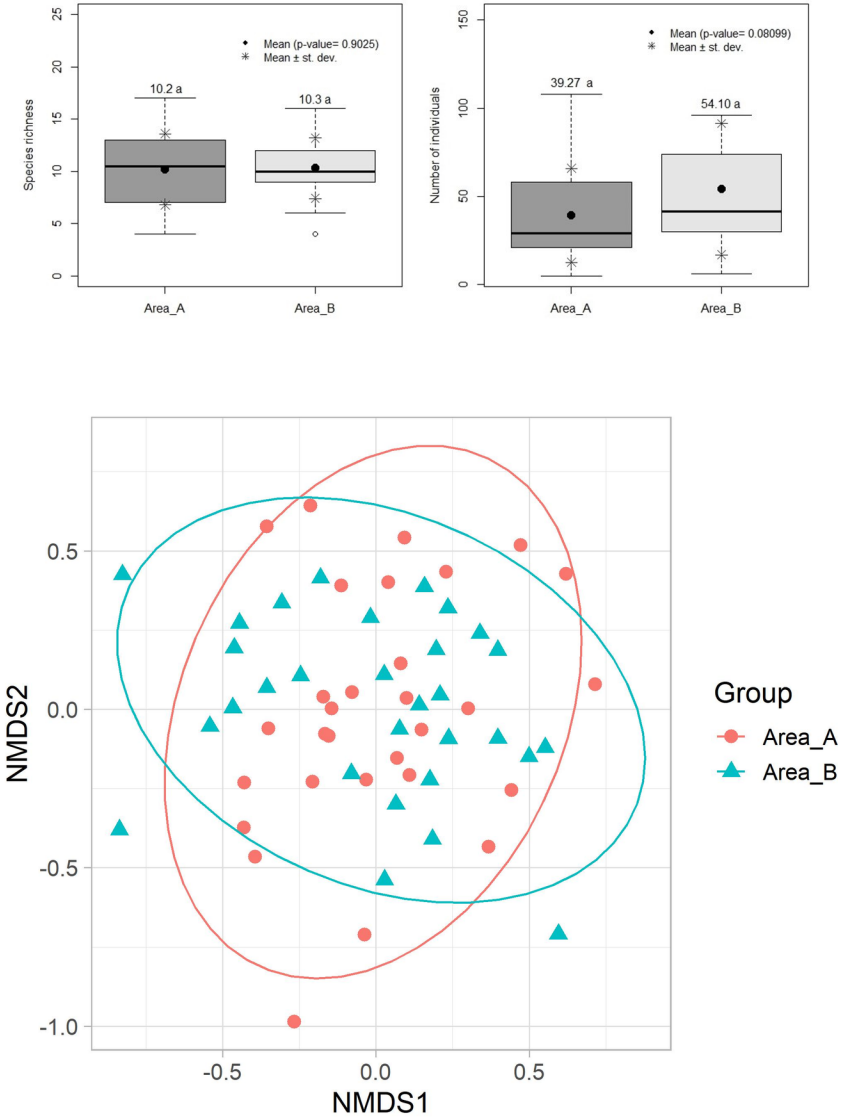 Mean (p-value= 0.9025)
Mean ± st. dev.
10.2 a
10.3 a
Species richness
0
5
10
15
20
25
Area_A
Area_B
Mean (p-value= 0.08099)
Mean ± st. dev.
39.27 a
54.10 a
Number of individuals
0
50
100
150
Area_A
Area_B
0.5
0.0
-0.5
-1.0
NMDS2
-0.5
0.0
0.5
NMDS1
Group
Area_A
Area_B